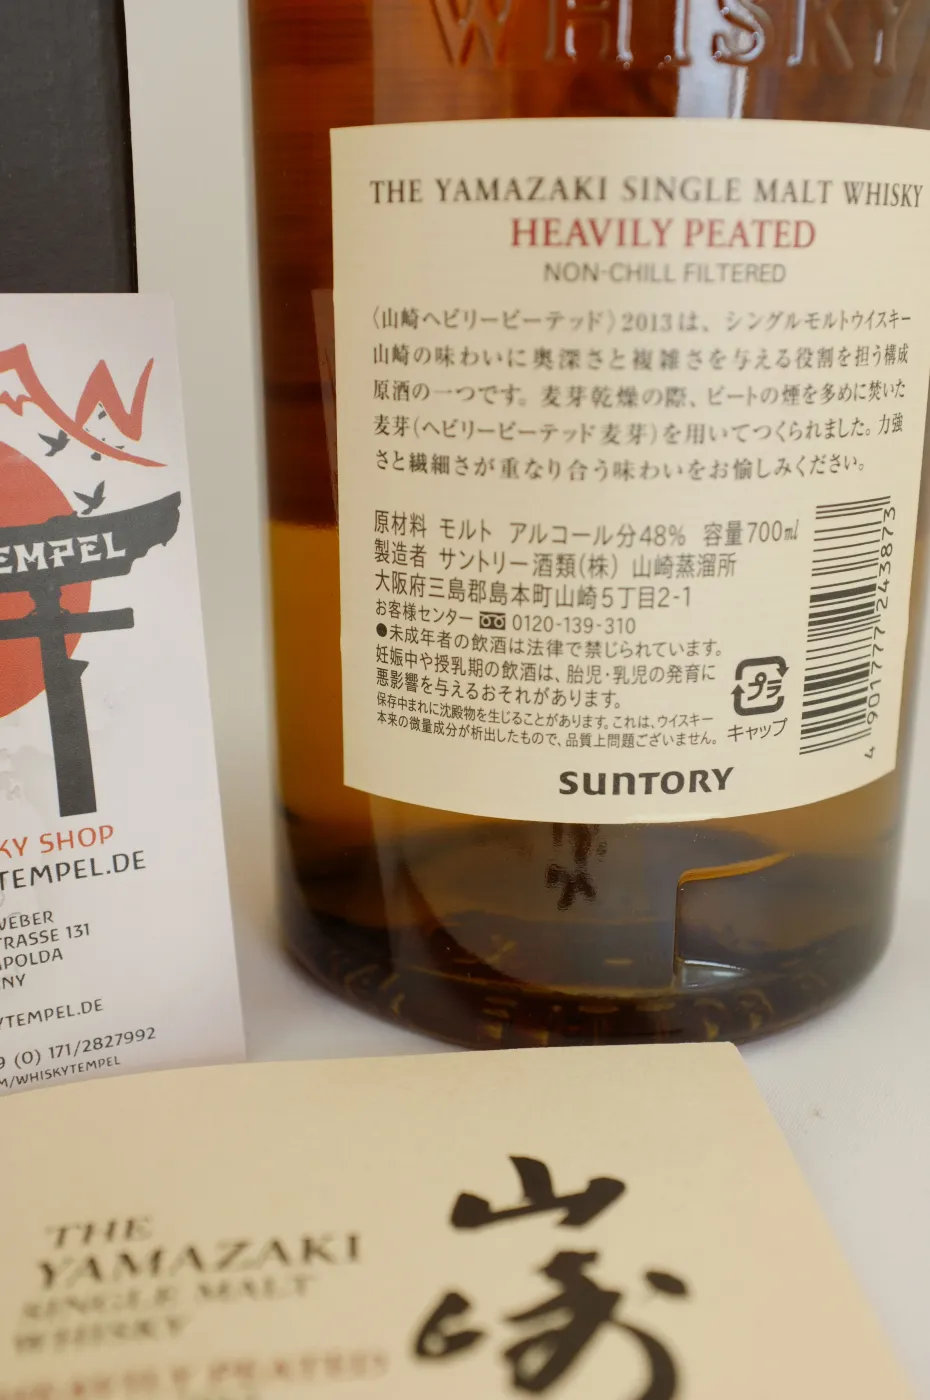 WHISKY
THE YAMAZAKI SINGLE MALT WHISKY
HEAVILY PEATED
NON-CHILL FILTERED
〈山崎ヘビリーピーテッド〉2013は、シングルモルトウイスキー
山崎の味わいに奥深さと複雑さを与える役割を担う構成
原酒の一つです。麦芽乾燥の際、ピートの煙を多めに焚いた
麦芽(ヘビリーピーテッド麦芽)を用いてつくられました。力強
さと繊細さが重なり合う味わいをお愉しみください。
原材料 モルト アルコール分48% 容量700ml
製造者 サントリー酒類(株) 山崎蒸溜所
大阪府三島郡島本町山崎5丁目2-1
お客様センター 0120-139-310
●未成年者の飲酒は法律で禁じられています。
妊娠中や授乳期の飲酒は、胎児・乳児の発育に
悪影響を与えるおそれがあります。
保存中まれに沈殿物を生じることがあります。これは、ウイスキー
本来の微量成分が析出したもので、品質上問題ございません。
プラ
キャップ
4901777243873
SUNTORY
AN
EMPEL
KY SHOP
TEMPEL.DE
WEBER
TRASSE 131
POLDA
NY
YTEMPEL.DE
9 (0) 171/2827992
M/WHISKYTEMPEL
山崎
THE
YAMAZAKI
SINGLE MALT
WHISKY
HEAVILY PEATED